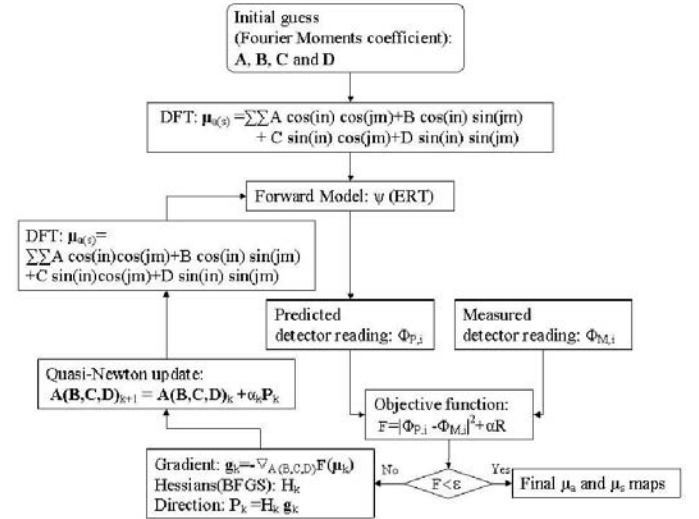 Initial guess
(Fourier Moments coefficient):
A, B, C and D
DFT: μa(s) =∑∑A cos(in) cos(jm)+B cos(in) sin(jm)
+ C sin(in) cos(jm)+D sin(in) sin(jm)
Forward Model: ψ (ERT)
DFT: μa(s)=
∑∑A cos(in)cos(jm)+B cos(in) sin(jm)
+C sin(in)cos(jm)+D sin(in) sin(jm)
Predicted
detector reading: ΦP,i
Measured
detector reading: ΦM,i
Quasi-Newton update:
A(B,C,D)k+1 = A(B,C,D)k +αkPk
Objective function:
F=|ΦP,i -ΦM,i|²+αR
Gradient: gk=-▽A(B,C,D)F(μk)
Hessians(BFGS): Hk
Direction: Pk =Hk gk
No
F<ε
Yes
Final μa and μs maps